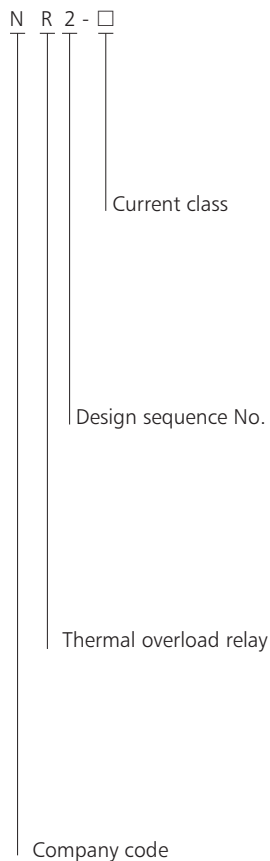 N R 2 - □
Current class
Design sequence No.
Thermal overload relay
Company code